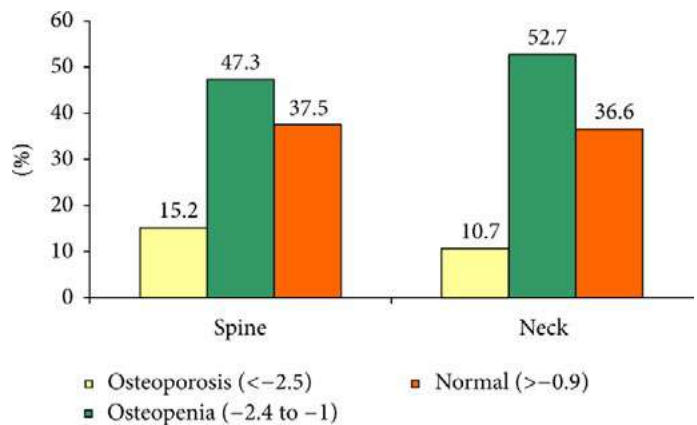 60
50
40
30
20
10
0
(%)
15.2
47.3
37.5
10.7
52.7
36.6
Spine
Neck
Osteoporosis (<−2.5)
Osteopenia (−2.4 to −1)
Normal (>−0.9)